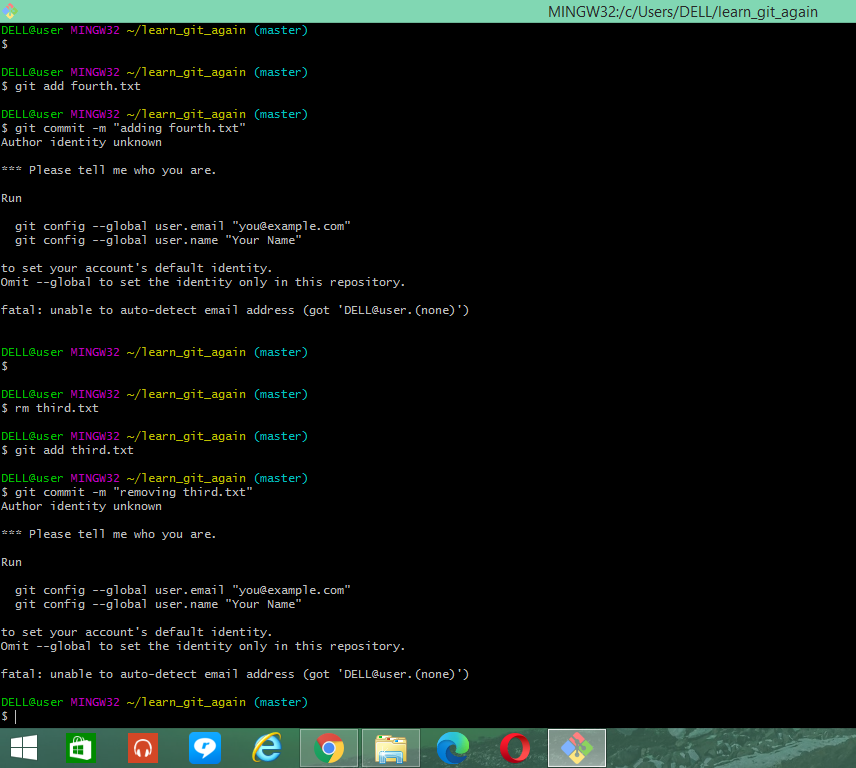 MINGW32:/c/Users/DELL/learn_git_again
DELL@user MINGW32 ~/learn_git_again (master)
$
DELL@user MINGW32 ~/learn_git_again (master)
$ git add fourth.txt
DELL@user MINGW32 ~/learn_git_again (master)
$ git commit -m "adding fourth.txt"
Author identity unknown
*** Please tell me who you are.
Run
git config --global user.email "you@example.com"
git config --global user.name "Your Name"
to set your account's default identity.
Omit --global to set the identity only in this repository.
fatal: unable to auto-detect email address (got 'DELL@user.(none)')
DELL@user MINGW32 ~/learn_git_again (master)
$
DELL@user MINGW32 ~/learn_git_again (master)
$ rm third.txt
DELL@user MINGW32 ~/learn_git_again (master)
$ git add third.txt
DELL@user MINGW32 ~/learn_git_again (master)
$ git commit -m "removing third.txt"
Author identity unknown
*** Please tell me who you are.
Run
git config --global user.email "you@example.com"
git config --global user.name "Your Name"
to set your account's default identity.
Omit --global to set the identity only in this repository.
fatal: unable to auto-detect email address (got 'DELL@user.(none)')
DELL@user MINGW32 ~/learn_git_again (master)
$